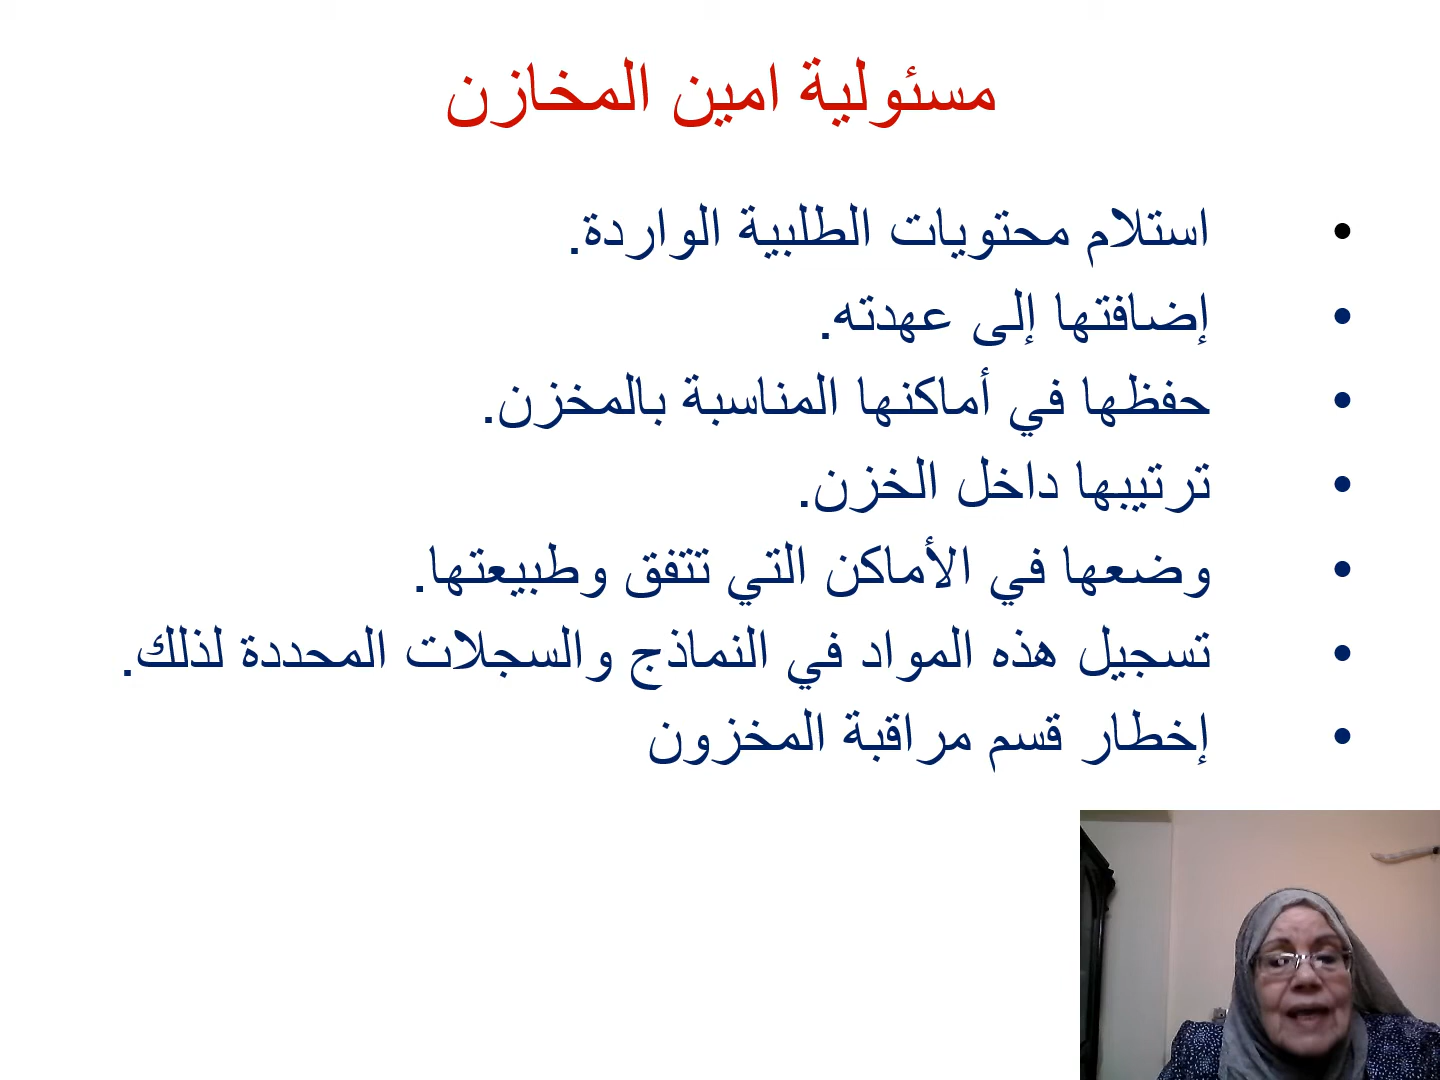 مسئولية امين المخازن
• استلام محتويات الطلبية الواردة.
• إضافتها إلى عهدته.
• حفظها في أماكنها المناسبة بالمخزن.
• ترتيبها داخل الخزن.
• وضعها في الأماكن التي تتفق وطبيعتها.
• تسجيل هذه المواد في النماذج والسجلات المحددة لذلك.
• إخطار قسم مراقبة المخزون